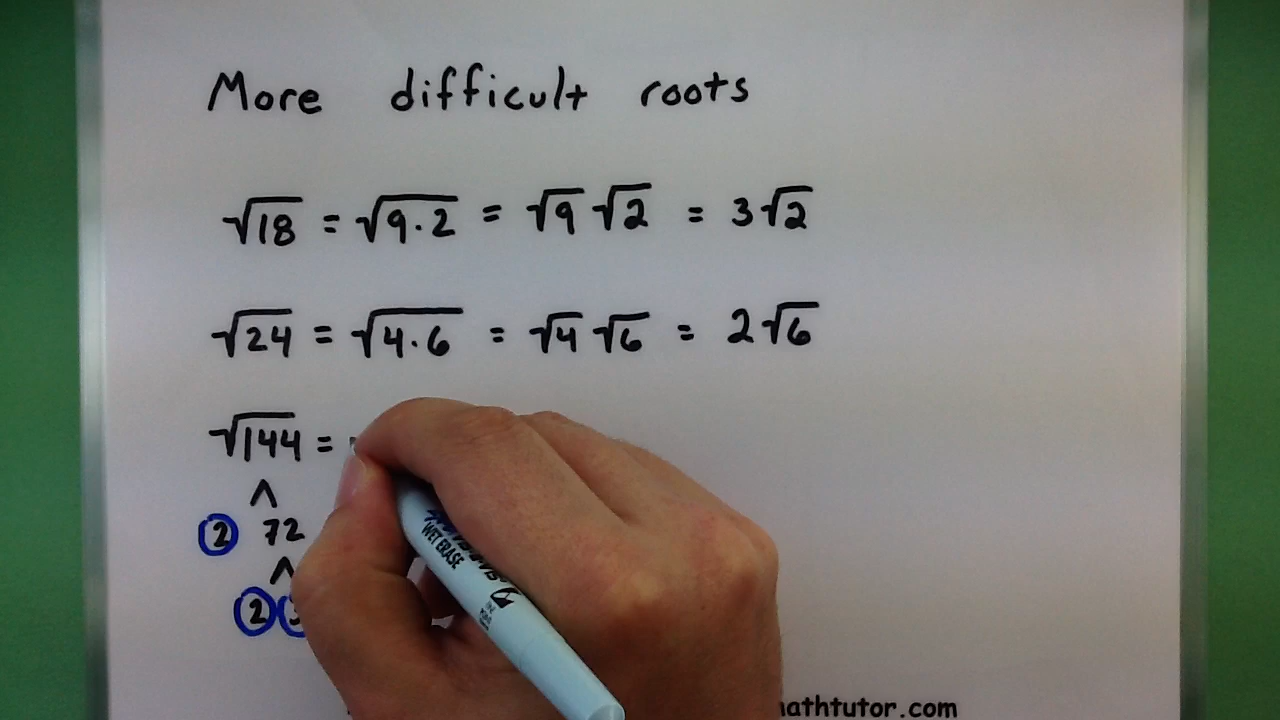 More difficult roots
√18 = √9·2 = √9 √2 = 3√2
√24 = √4·6 = √4 √6 = 2√6
√144 =
∧
2 72
∧
2
WET ERASE
mathtutor.com